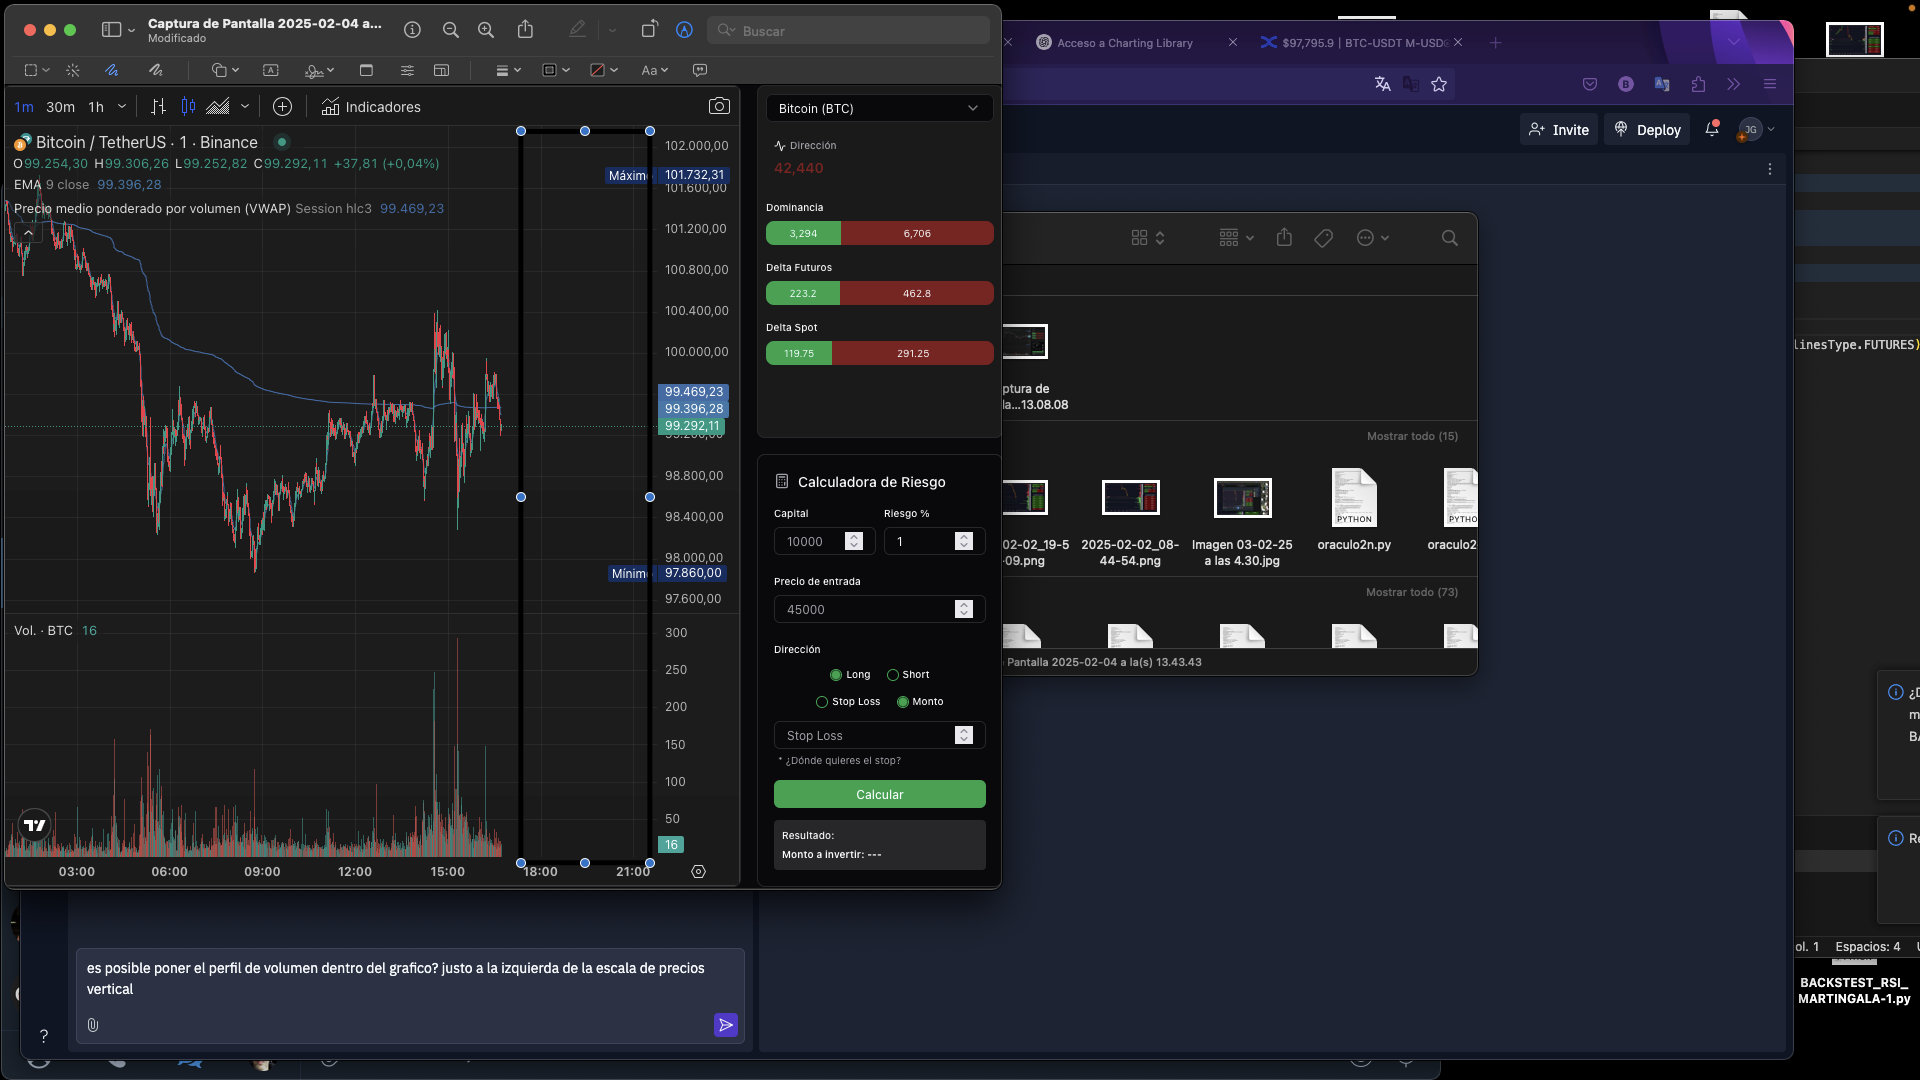 Captura de Pantalla 2025-02-04 a...
Modificado
Buscar
Aa
1m 30m 1h
Indicadores
Bitcoin / TetherUS · 1 · Binance
O99.254,30 H99.306,26 L99.252,82 C99.292,11 +37,81 (+0,04%)
EMA 9 close 99.396,28
Precio medio ponderado por volumen (VWAP) Session hlc3 99.469,23
102.000,00
Máximo 101.732,31
101.600,00
101.200,00
100.800,00
100.400,00
100.000,00
99.469,23
99.396,28
99.292,11
99.200,00
98.800,00
98.400,00
98.000,00
Mínimo 97.860,00
97.600,00
Vol. · BTC 16
300
250
200
150
100
50
16
03:00 06:00 09:00 12:00 15:00 18:00 21:00
Bitcoin (BTC)
Dirección
42,440
Dominancia
3,294 6,706
Delta Futuros
223.2 462.8
Delta Spot
119.75 291.25
Calculadora de Riesgo
Capital Riesgo %
10000 1
Precio de entrada
45000
Dirección
Long Short
Stop Loss Monto
Stop Loss
* ¿Dónde quieres el stop?
Calcular
Resultado:
Monto a invertir: ---
Acceso a Charting Library
$97,795.9 | BTC-USDT M-USD
Invite
Deploy
JG
ptura de
la...13.08.08
Mostrar todo (15)
02-02_19-5
-09.png
2025-02-02_08-
44-54.png
Imagen 03-02-25
a las 4.30.jpg
PYTHON
oraculo2n.py
PYTHO
oraculo2
Mostrar todo (73)
Pantalla 2025-02-04 a la(s) 13.43.43
linesType.FUTURES)
¿D
m
BA
Re
ol. 1 Espacios: 4
BACKSTEST_RSI_
MARTINGALA-1.py
es posible poner el perfil de volumen dentro del grafico? justo a la izquierda de la escala de precios
vertical
?